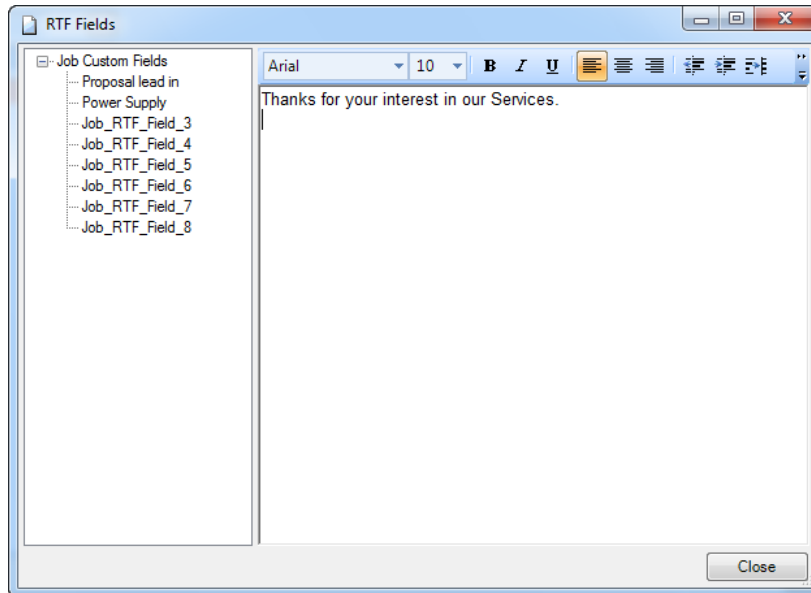 RTF Fields
Job Custom Fields
Proposal lead in
Power Supply
Job_RTF_Field_3
Job_RTF_Field_4
Job_RTF_Field_5
Job_RTF_Field_6
Job_RTF_Field_7
Job_RTF_Field_8
Arial 10 B I U
Thanks for your interest in our Services.
Close